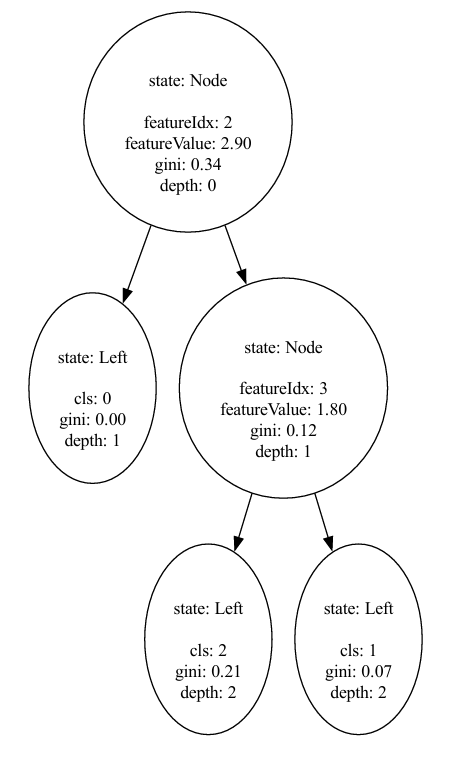 state: Node
featureIdx: 2
featureValue: 2.90
gini: 0.34
depth: 0
state: Left
cls: 0
gini: 0.00
depth: 1
state: Node
featureIdx: 3
featureValue: 1.80
gini: 0.12
depth: 1
state: Left
cls: 2
gini: 0.21
depth: 2
state: Left
cls: 1
gini: 0.07
depth: 2